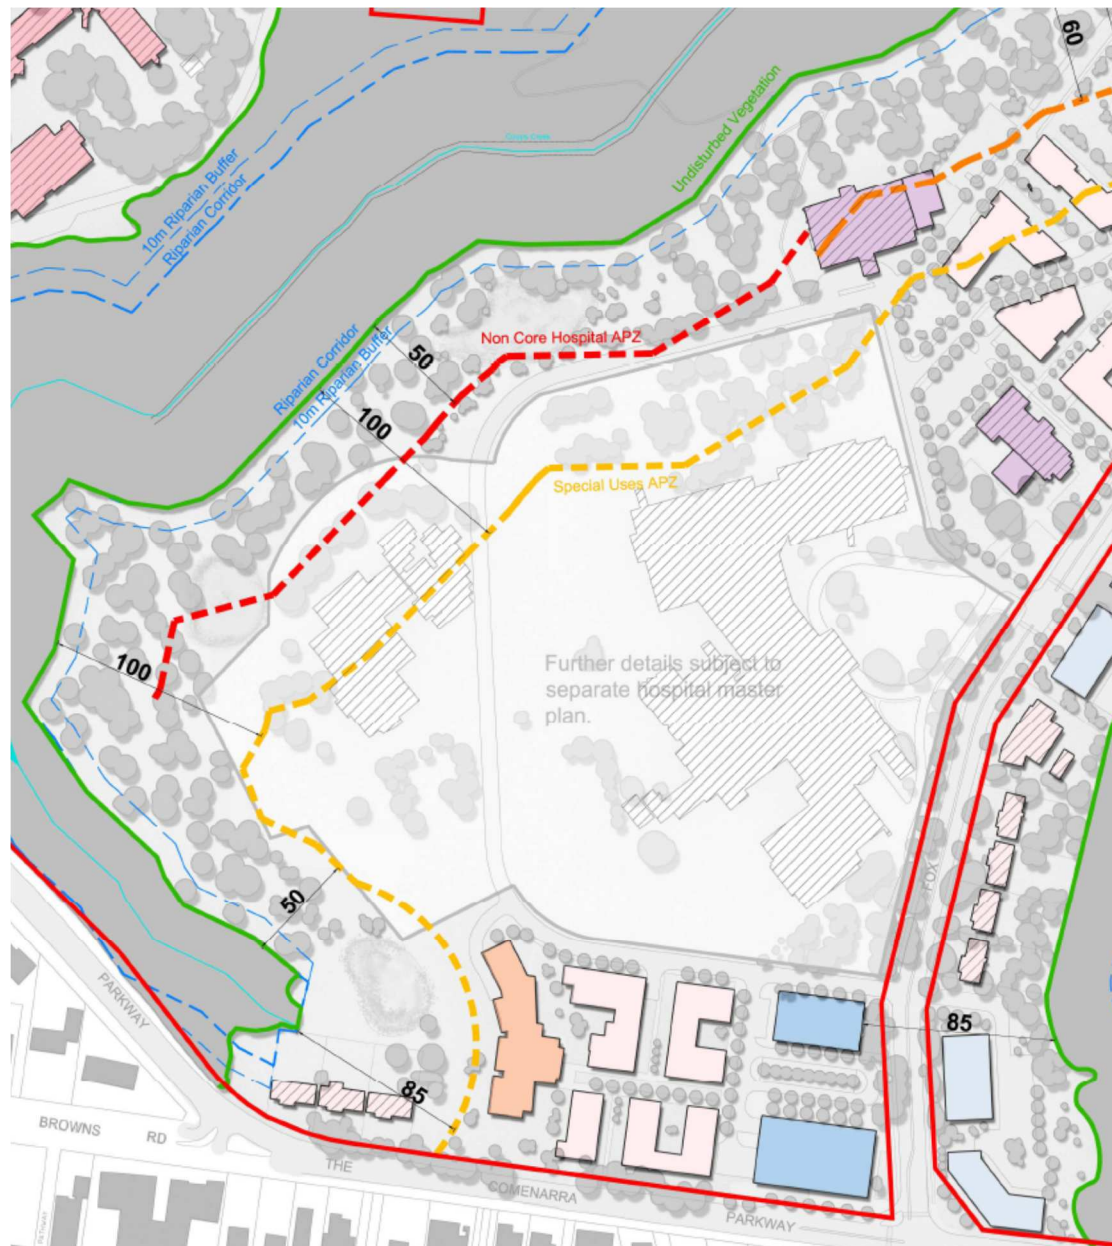 60
Coups Creek
Undisturbed Vegetation
10m Riparian Buffer
Riparian Corridor
Non Core Hospital APZ
Riparian Corridor
10m Riparian Buffer
50
100
Special Uses APZ
100
Further details subject to
separate hospital master
plan.
FOX
50
PARKWAY
85
85
BROWNS RD
THE
COMENARRA
PARKWAY